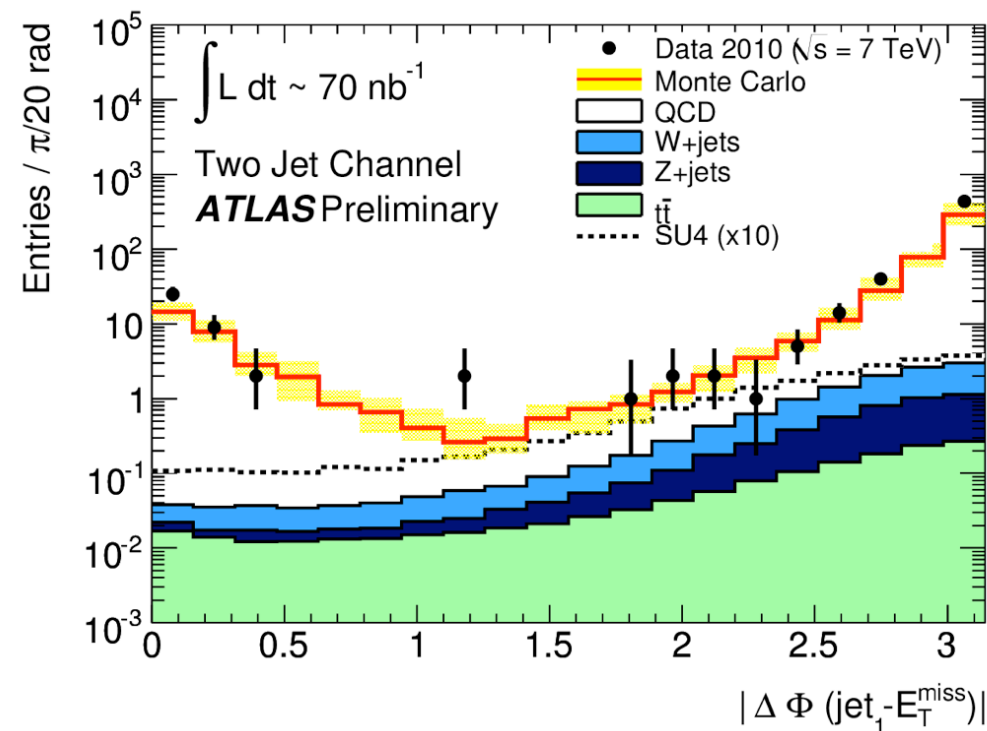 ∫L dt ~ 70 nb⁻¹
Two Jet Channel
ATLAS Preliminary
Data 2010 (√s = 7 TeV)
Monte Carlo
QCD
W+jets
Z+jets
tt̄
SU4 (x10)
Entries / π/20 rad
10⁵
10⁴
10³
10²
10
1
10⁻¹
10⁻²
10⁻³
0 0.5 1 1.5 2 2.5 3
| Δ Φ (jet₁-E_T^miss)|